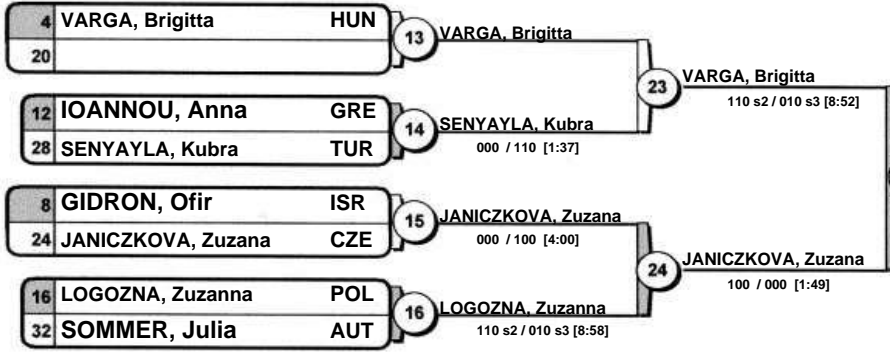 4 VARGA, Brigitta HUN
20
13 VARGA, Brigitta
12 IOANNOU, Anna GRE
28 SENYAYLA, Kubra TUR
14 SENYAYLA, Kubra
000 / 110 [1:37]
23 VARGA, Brigitta
110 s2 / 010 s3 [8:52]
8 GIDRON, Ofir ISR
24 JANICZKOVA, Zuzana CZE
15 JANICZKOVA, Zuzana
000 / 100 [4:00]
16 LOGOZNA, Zuzanna POL
32 SOMMER, Julia AUT
16 LOGOZNA, Zuzanna
110 s2 / 010 s3 [8:58]
24 JANICZKOVA, Zuzana
100 / 000 [1:49]